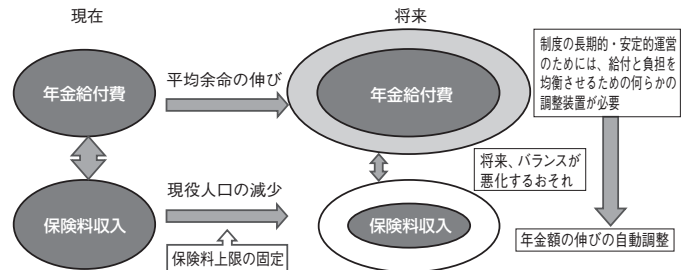 現在
将来
年金給付費
平均余命の伸び
年金給付費
制度の長期的・安定的運営
のためには、給付と負担を
均衡させるための何らかの
調整装置が必要
将来、バランスが
悪化するおそれ
保険料収入
現役人口の減少
保険料収入
保険料上限の固定
年金額の伸びの自動調整